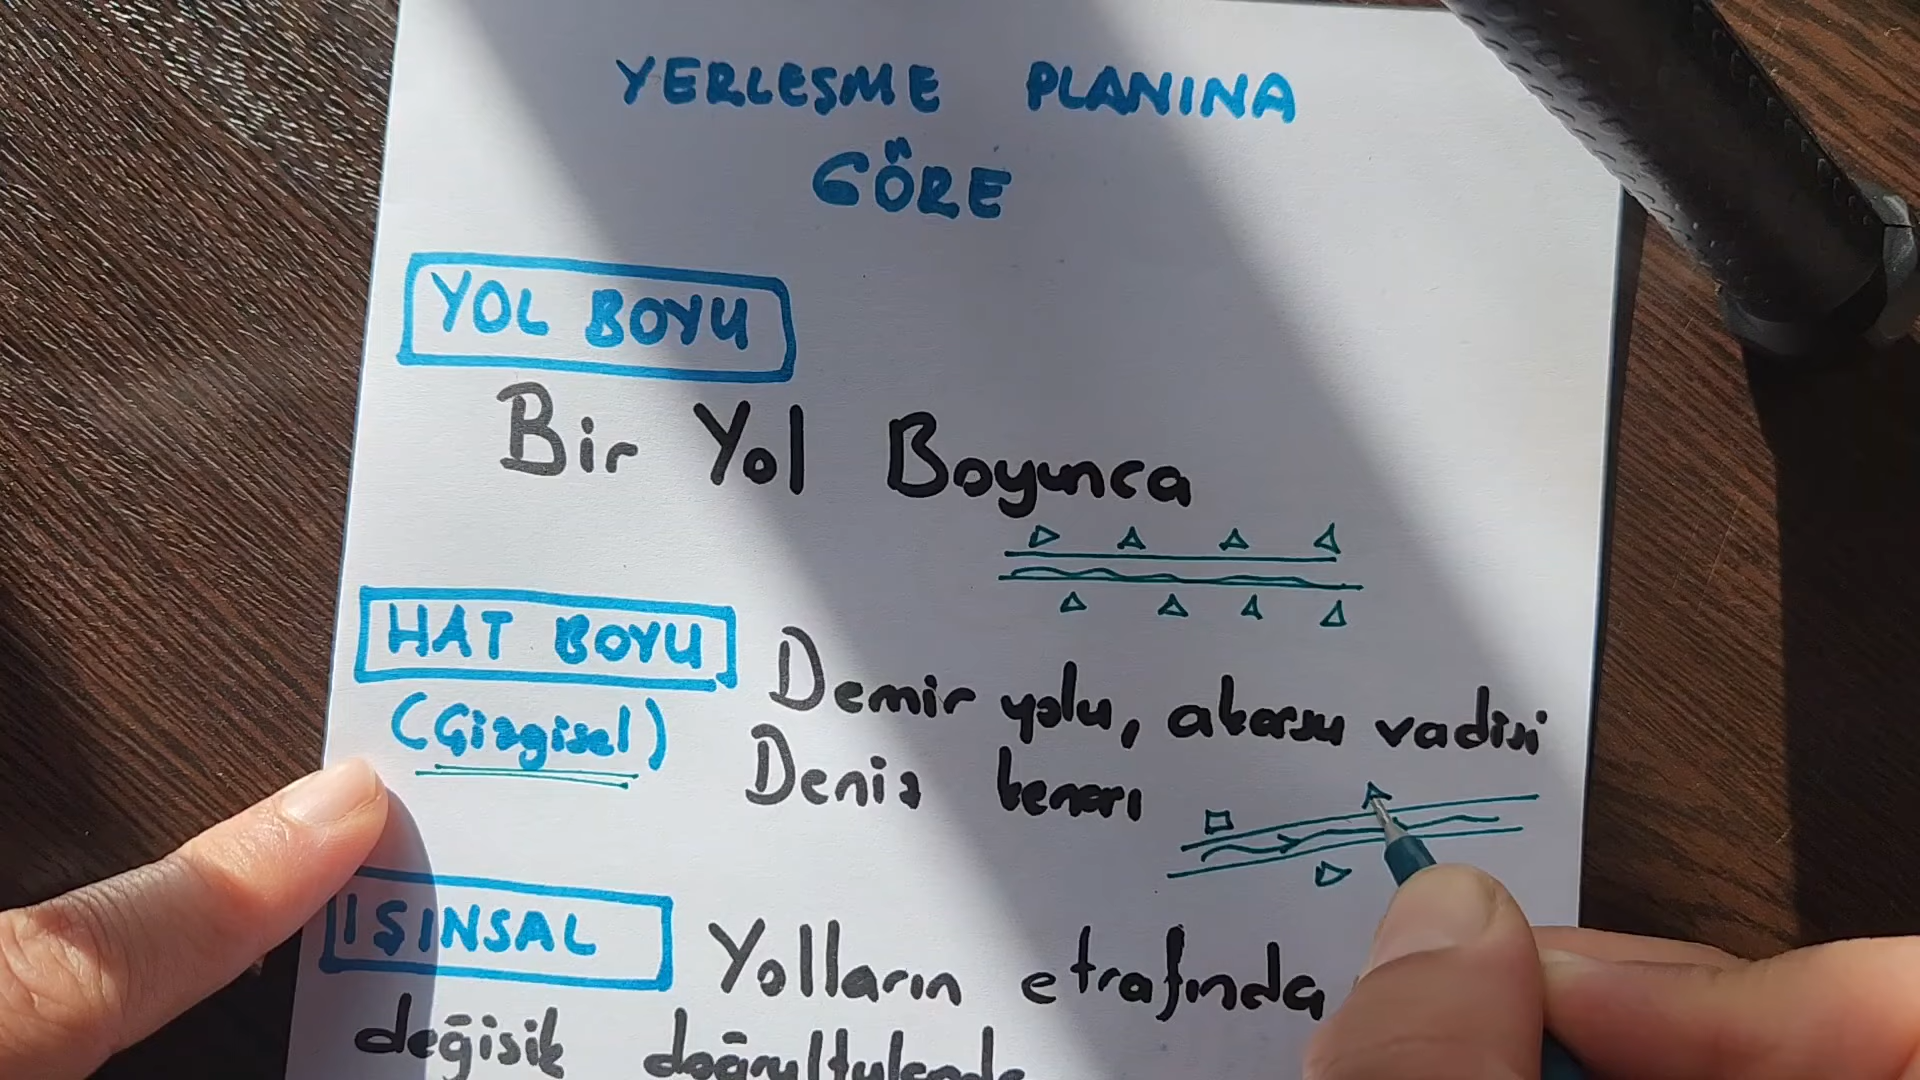 YERLEŞME PLANINA
GÖRE
YOL BOYU
Bir Yol Boyunca
HAT BOYU
(Çizgisel)
Demir yolu, akarsu vadisi
Deniz kenarı
IŞINSAL
Yolların etrafında
değişik doğrultularda